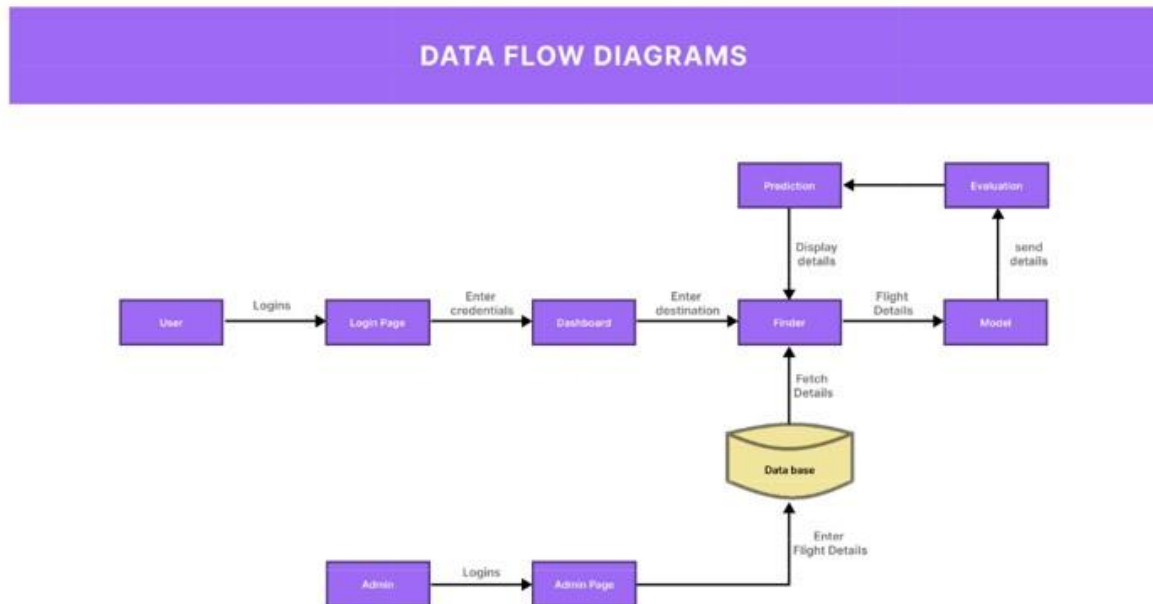 DATA FLOW DIAGRAMS
Prediction
Evaluation
Display
details
send
details
User
Logins
Login Page
Enter
credentials
Dashboard
Enter
destination
Finder
Flight
Details
Model
Fetch
Details
Data base
Enter
Flight Details
Admin
Logins
Admin Page